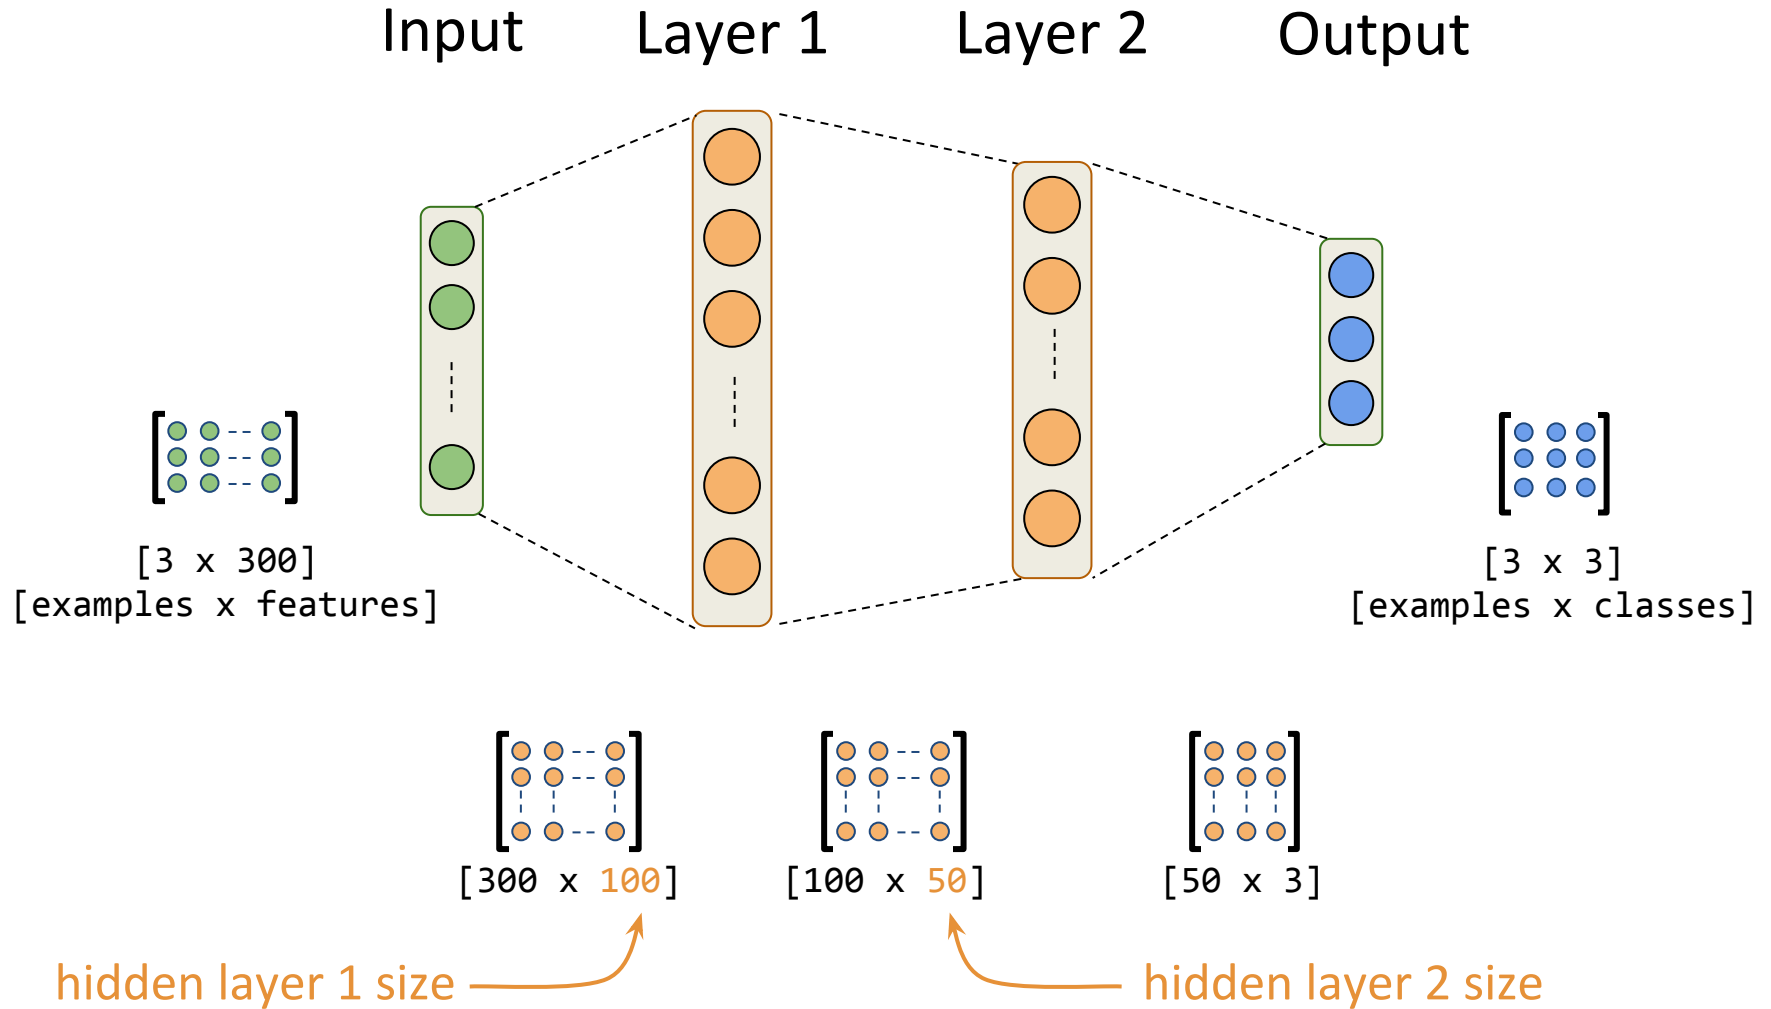 Input
Layer 1
Layer 2
Output
[3 x 300]
[examples x features]
[3 x 3]
[examples x classes]
[300 x 100]
[100 x 50]
[50 x 3]
hidden layer 1 size
hidden layer 2 size